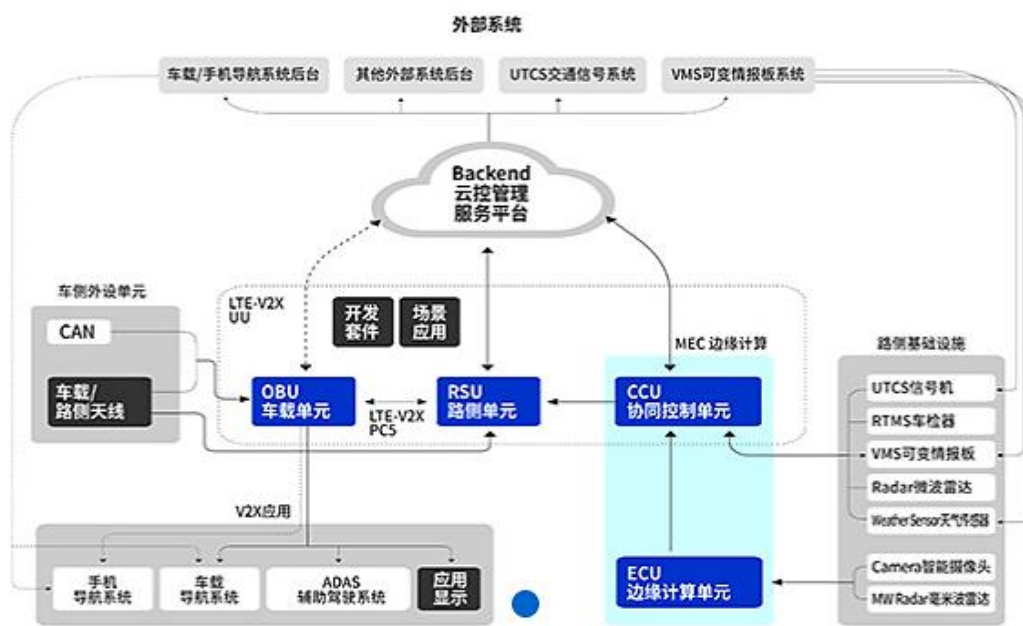 外部系统
车载/手机导航系统后台
其他外部系统后台
UTCS交通信号系统
VMS可变情报板系统
Backend
云控管理
服务平台
车侧外设单元
CAN
车载/
路侧天线
LTE-V2X
UU
开发
套件
场景
应用
MEC 边缘计算
路侧基础设施
OBU
车载单元
LTE-V2X
PC5
RSU
路侧单元
CCU
协同控制单元
UTCS信号机
RTMS车检器
VMS可变情报板
Radar微波雷达
WeatherSensor天气传感器
V2X应用
手机
导航系统
车载
导航系统
ADAS
辅助驾驶系统
应用
显示
ECU
边缘计算单元
Camera智能摄像头
MW Radar毫米波雷达